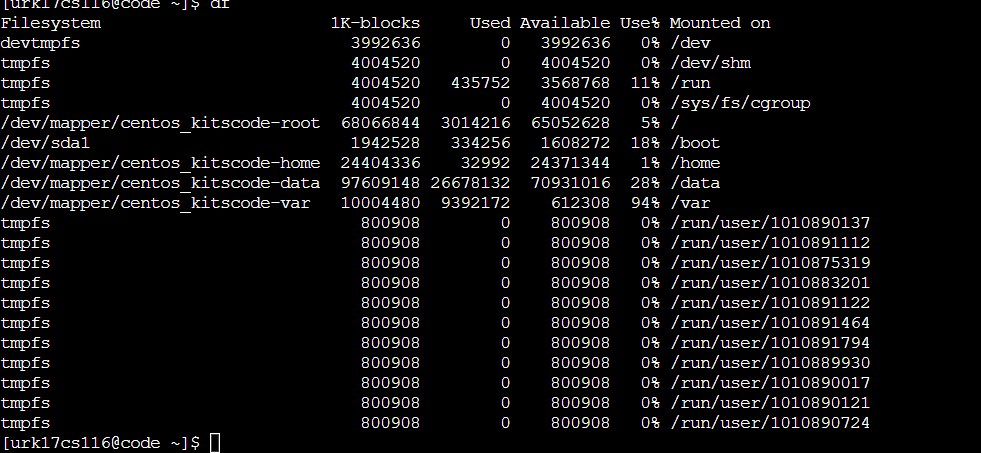 [urk17cs116@code ~]$ df
Filesystem 1K-blocks Used Available Use% Mounted on
devtmpfs 3992636 0 3992636 0% /dev
tmpfs 4004520 0 4004520 0% /dev/shm
tmpfs 4004520 435752 3568768 11% /run
tmpfs 4004520 0 4004520 0% /sys/fs/cgroup
/dev/mapper/centos_kitscode-root 68066844 3014216 65052628 5% /
/dev/sda1 1942528 334256 1608272 18% /boot
/dev/mapper/centos_kitscode-home 24404336 32992 24371344 1% /home
/dev/mapper/centos_kitscode-data 97609148 26678132 70931016 28% /data
/dev/mapper/centos_kitscode-var 10004480 9392172 612308 94% /var
tmpfs 800908 0 800908 0% /run/user/1010890137
tmpfs 800908 0 800908 0% /run/user/1010891112
tmpfs 800908 0 800908 0% /run/user/1010875319
tmpfs 800908 0 800908 0% /run/user/1010883201
tmpfs 800908 0 800908 0% /run/user/1010891122
tmpfs 800908 0 800908 0% /run/user/1010891464
tmpfs 800908 0 800908 0% /run/user/1010891794
tmpfs 800908 0 800908 0% /run/user/1010889930
tmpfs 800908 0 800908 0% /run/user/1010890017
tmpfs 800908 0 800908 0% /run/user/1010890121
tmpfs 800908 0 800908 0% /run/user/1010890724
[urk17cs116@code ~]$